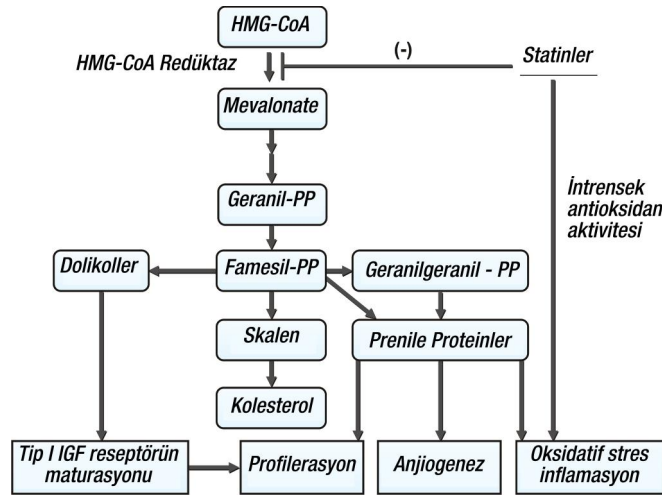 HMG-CoA
HMG-CoA Redüktaz
(-)
Statinler
Mevalonate
Geranil-PP
İntrensek
antioksidan
aktivitesi
Dolikoller
Famesil-PP
Geranilgeranil - PP
Skalen
Prenile Proteinler
Kolesterol
Tip I IGF reseptörün
maturasyonu
Profilerasyon
Anjiogenez
Oksidatif stres
inflamasyon